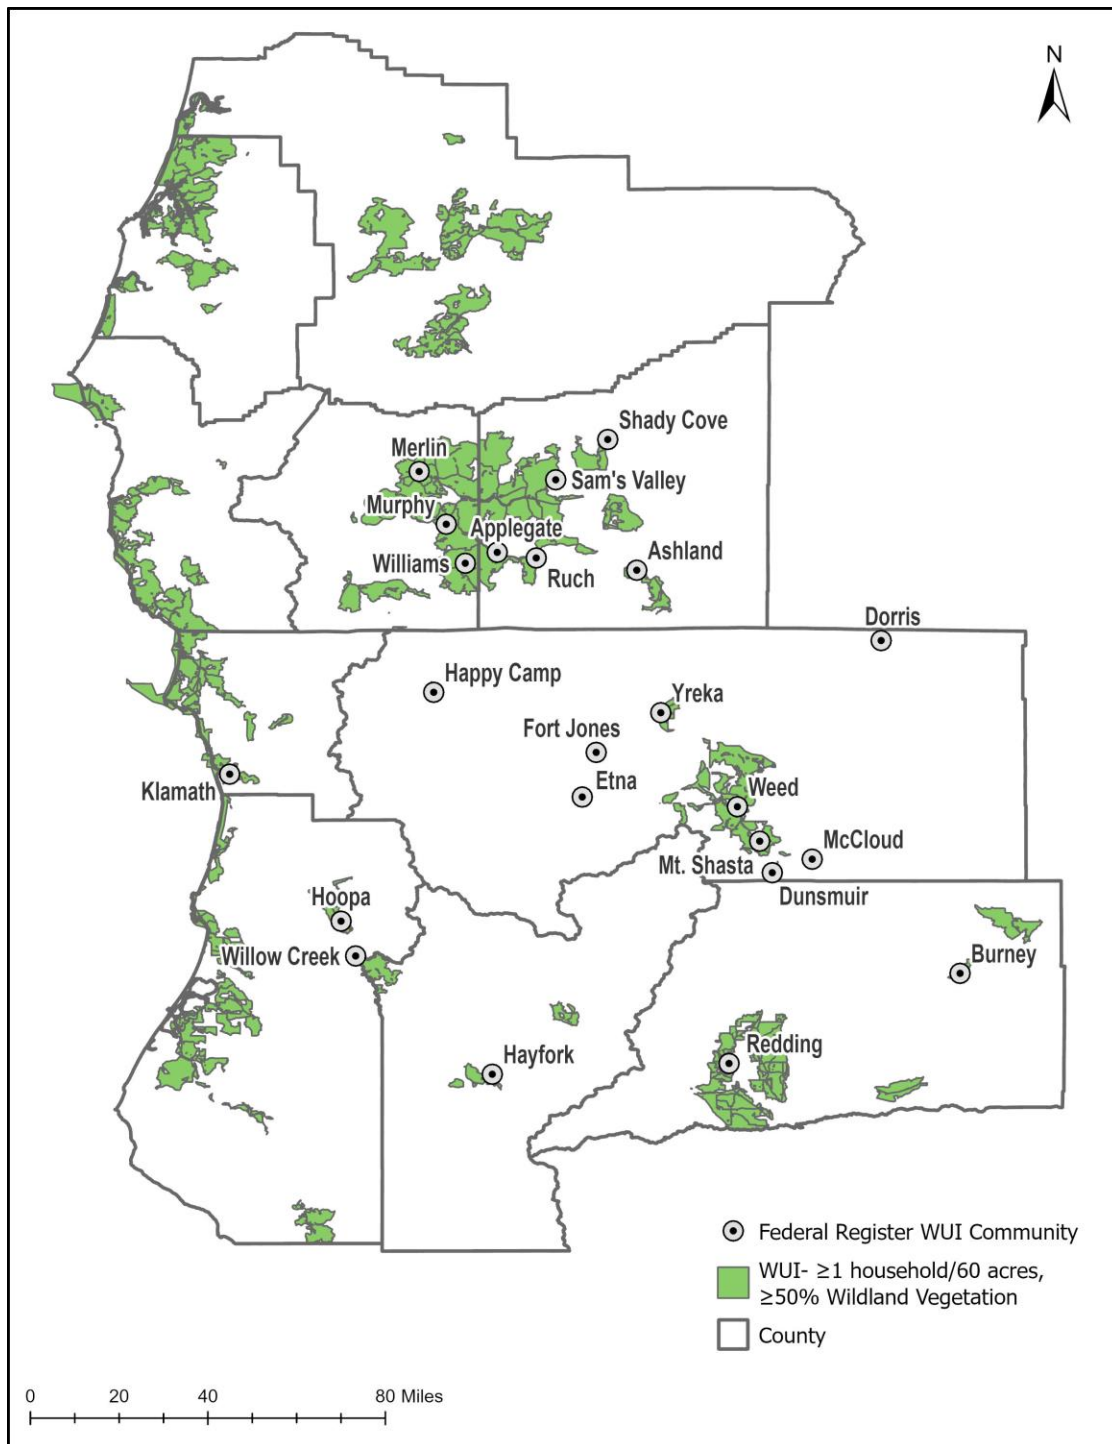 N
Shady Cove
Merlin
Sam's Valley
Murphy
Applegate
Williams
Ruch
Ashland
Dorris
Happy Camp
Yreka
Fort Jones
Etna
Klamath
Weed
McCloud
Mt. Shasta
Dunsmuir
Hoopa
Willow Creek
Burney
Redding
Hayfork
Federal Register WUI Community
WUI- ≥1 household/60 acres,
≥50% Wildland Vegetation
County
0 20 40 80 Miles